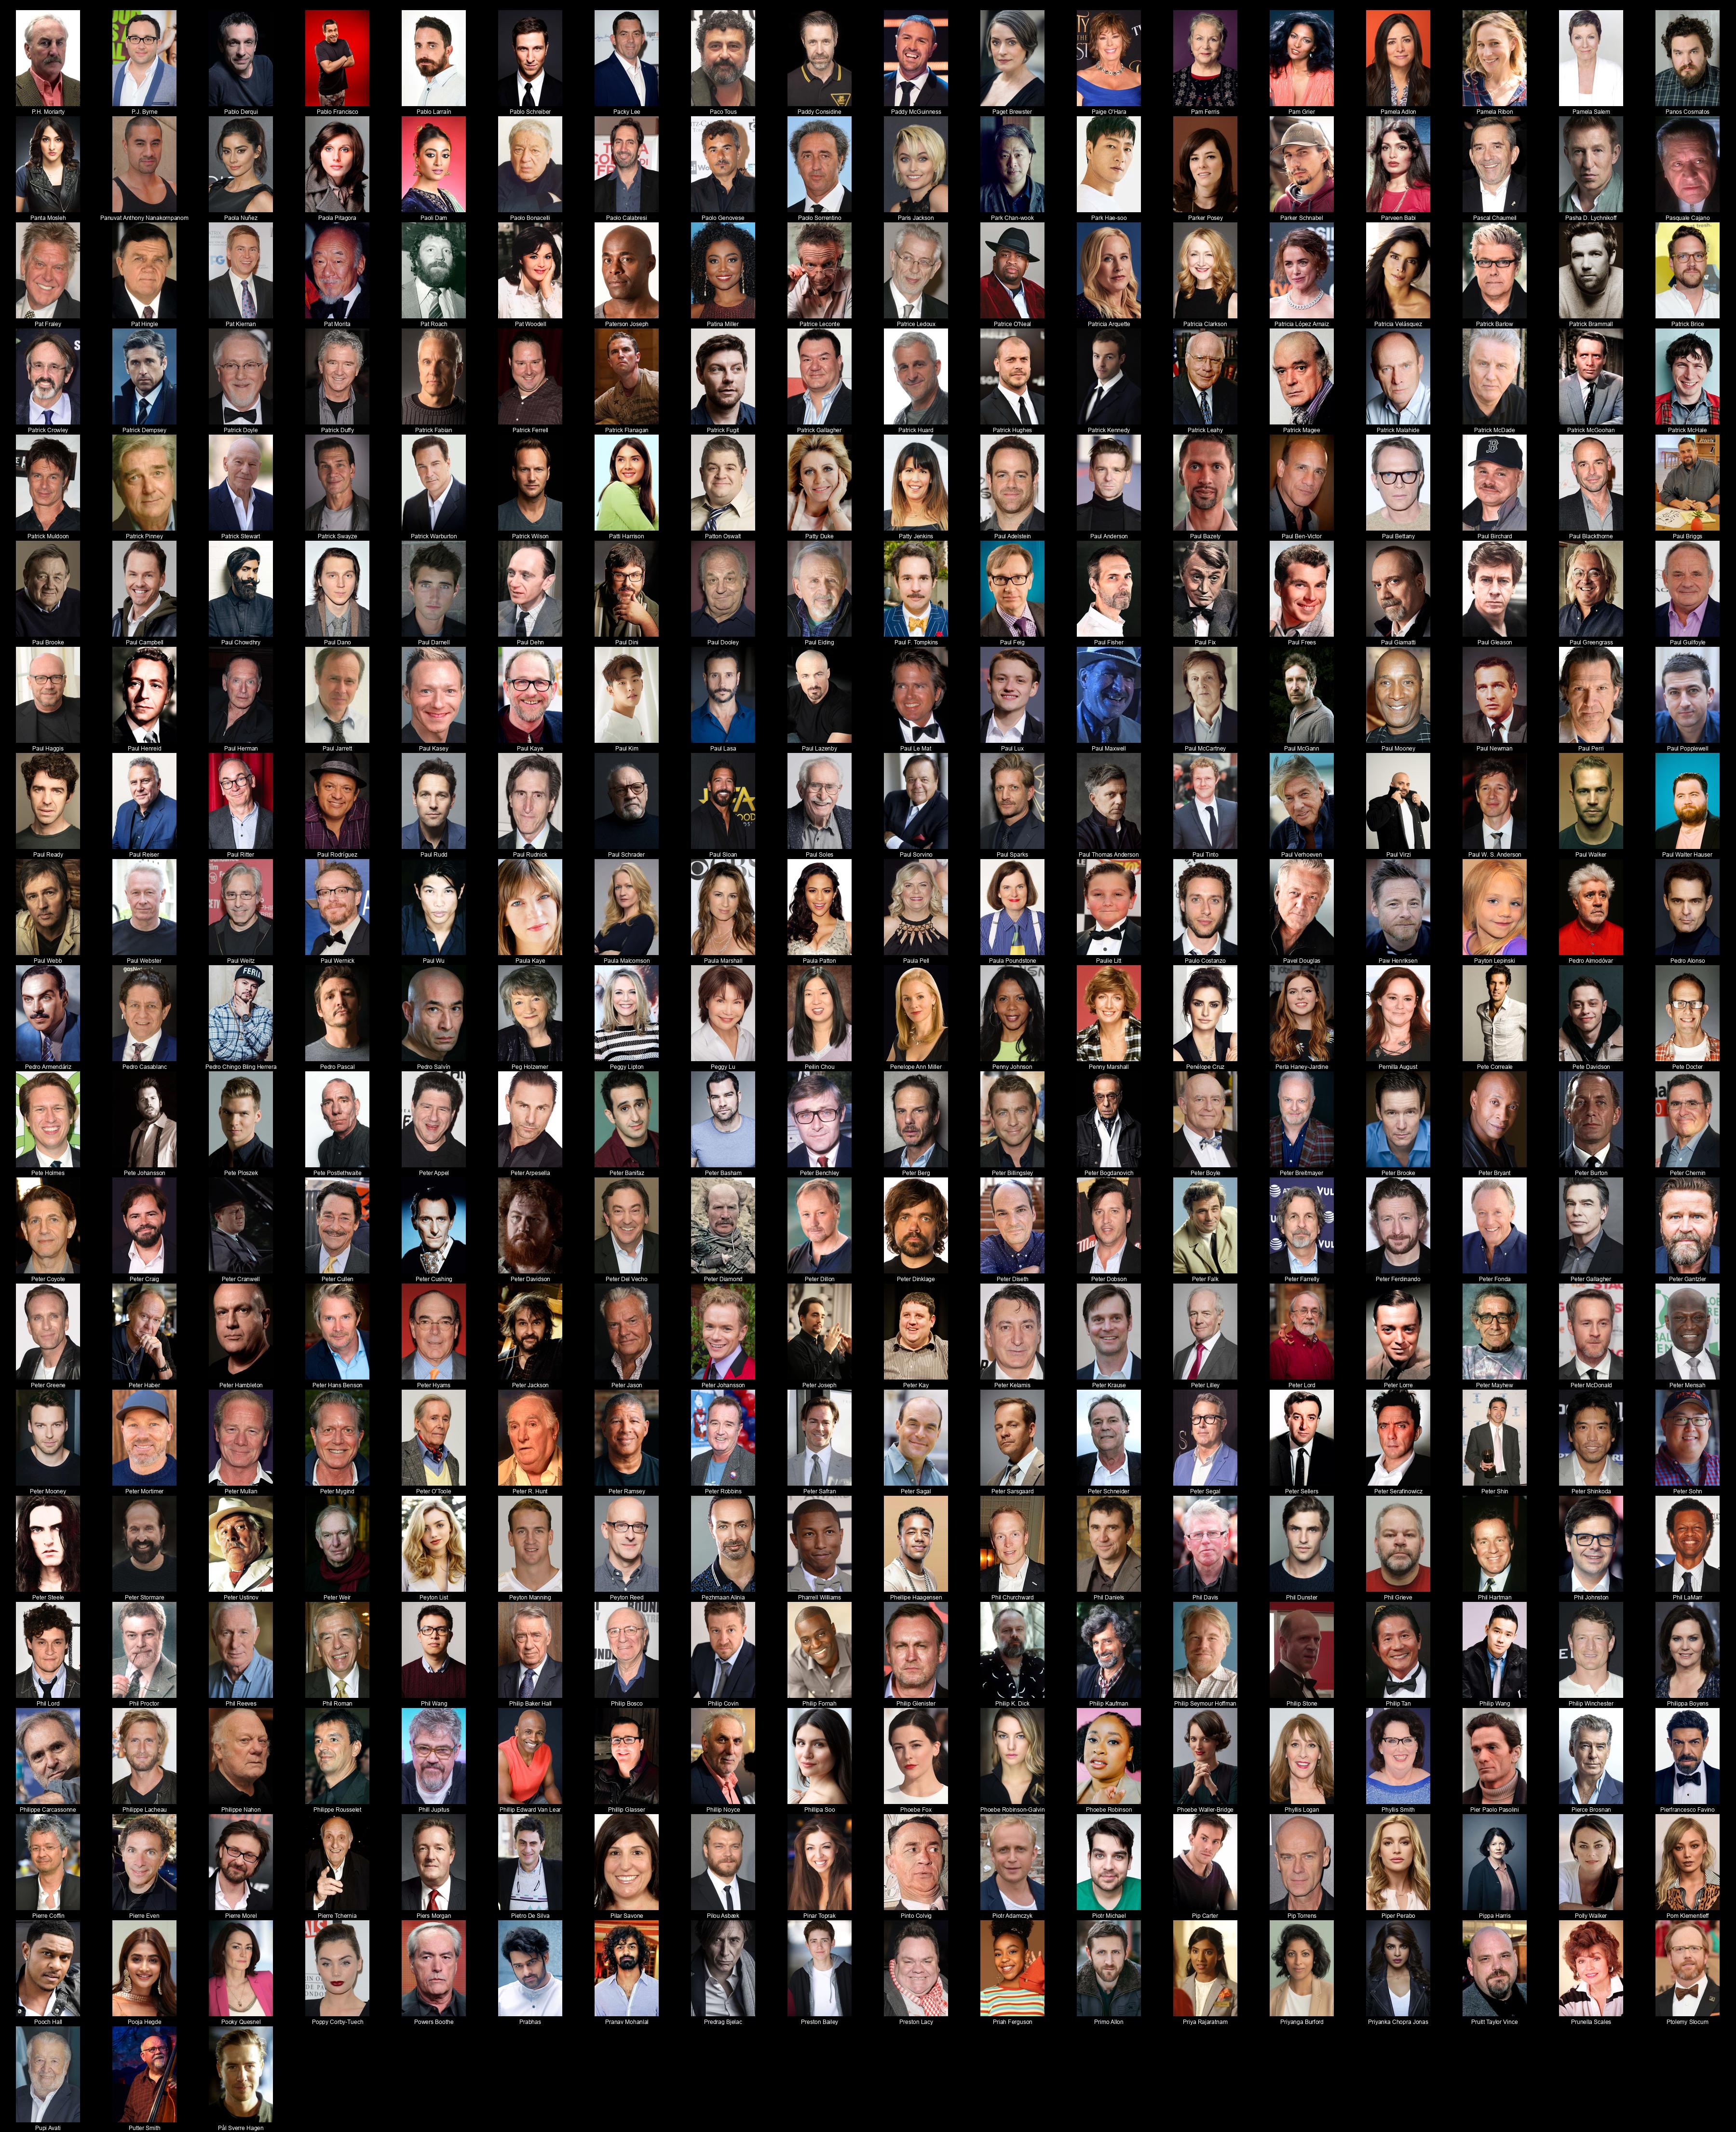 P.H. Moriarty P.J. Byrne Pablo Derqui Pablo Francisco Pablo Larraín Pablo Schreiber Packy Lee Paco Tous Paddy Considine Paddy McGuinness Paget Brewster Paige O'Hara Pam Ferris Pam Grier Pamela Adlon Pamela Ribon Pamela Salem Panos Cosmatos
Panta Mosleh Panuvat Anthony Nanakornpanom Paola Nuñez Paola Pitagora Paoli Dam Paolo Bonacelli Paolo Calabresi Paolo Genovese Paolo Sorrentino Paris Jackson Park Chan-wook Park Hae-soo Parker Posey Parker Schnabel Parveen Babi Pascal Chaumeil Pasha D. Lychnikoff Pasquale Cajano
Pat Fraley Pat Hingle Pat Kiernan Pat Morita Pat Roach Pat Woodell Paterson Joseph Patina Miller Patrice Leconte Patrice Ledoux Patrice O'Neal Patricia Arquette Patricia Clarkson Patricia López Arnaiz Patricia Velásquez Patrick Barlow Patrick Brammall Patrick Brice
Patrick Crowley Patrick Dempsey Patrick Doyle Patrick Duffy Patrick Fabian Patrick Ferrell Patrick Flanagan Patrick Fugit Patrick Gallagher Patrick Huard Patrick Hughes Patrick Kennedy Patrick Leahy Patrick Magee Patrick Malahide Patrick McDade Patrick McGoohan Patrick McHale
Patrick Muldoon Patrick Pinney Patrick Stewart Patrick Swayze Patrick Warburton Patrick Wilson Patti Harrison Patton Oswalt Patty Duke Patty Jenkins Paul Adelstein Paul Anderson Paul Bazely Paul Ben-Victor Paul Bettany Paul Birchard Paul Blackthorne Paul Briggs
Paul Brooke Paul Campbell Paul Chowdhry Paul Dano Paul Darnell Paul Dehn Paul Dini Paul Dooley Paul Eiding Paul F. Tompkins Paul Feig Paul Fisher Paul Fix Paul Frees Paul Giamatti Paul Gleason Paul Greengrass Paul Guilfoyle
Paul Haggis Paul Henreid Paul Herman Paul Jarrett Paul Kasey Paul Kaye Paul Kim Paul Lasa Paul Lazenby Paul Le Mat Paul Lux Paul Maxwell Paul McCartney Paul McGann Paul Mooney Paul Newman Paul Perri Paul Popplewell
Paul Ready Paul Reiser Paul Ritter Paul Rodríguez Paul Rudd Paul Rudnick Paul Schrader Paul Sloan Paul Soles Paul Sorvino Paul Sparks Paul Thomas Anderson Paul Tinto Paul Verhoeven Paul Virzì Paul W. S. Anderson Paul Walker Paul Walter Hauser
Paul Webb Paul Webster Paul Weitz Paul Wernick Paul Wu Paula Kaye Paula Malcomson Paula Marshall Paula Patton Paula Pell Paula Poundstone Paulie Litt Paulo Costanzo Pavel Douglas Paw Henriksen Payton Lepinski Pedro Almodóvar Pedro Alonso
Pedro Armendáriz Pedro Casablanc Pedro Chingo Bling Herrera Pedro Pascal Pedro Salvín Peg Holzemer Peggy Lipton Peggy Lu Peilin Chou Penelope Ann Miller Penny Johnson Penny Marshall Penélope Cruz Perla Haney-Jardine Pernilla August Pete Correale Pete Davidson Pete Docter
Pete Holmes Pete Johansson Pete Ploszek Pete Postlethwaite Peter Appel Peter Arpesella Peter Banifaz Peter Basham Peter Benchley Peter Berg Peter Billingsley Peter Bogdanovich Peter Boyle Peter Breitmayer Peter Brooke Peter Bryant Peter Burton Peter Chernin
Peter Coyote Peter Craig Peter Cranwell Peter Cullen Peter Cushing Peter Davidson Peter Del Vecho Peter Diamond Peter Dillon Peter Dinklage Peter Diseth Peter Dobson Peter Falk Peter Farrelly Peter Ferdinando Peter Fonda Peter Gallagher Peter Gantzler
Peter Greene Peter Haber Peter Hambleton Peter Hans Benson Peter Hyams Peter Jackson Peter Jason Peter Johansson Peter Joseph Peter Kay Peter Kelamis Peter Krause Peter Lilley Peter Lord Peter Lorre Peter Mayhew Peter McDonald Peter Mensah
Peter Mooney Peter Mortimer Peter Mullan Peter Mygind Peter O'Toole Peter R. Hunt Peter Ramsey Peter Robbins Peter Safran Peter Sagal Peter Sarsgaard Peter Schneider Peter Segal Peter Sellers Peter Serafinowicz Peter Shin Peter Shinkoda Peter Sohn
Peter Steele Peter Stormare Peter Ustinov Peter Weir Peyton List Peyton Manning Peyton Reed Pezhmaan Alinia Pharrell Williams Phellipe Haagensen Phil Churchward Phil Daniels Phil Davis Phil Dunster Phil Grieve Phil Hartman Phil Johnston Phil LaMarr
Phil Lord Phil Proctor Phil Reeves Phil Roman Phil Wang Philip Baker Hall Philip Bosco Philip Covin Philip Fornah Philip Glenister Philip K. Dick Philip Kaufman Philip Seymour Hoffman Philip Stone Philip Tan Philip Wang Philip Winchester Philippa Boyens
Philippe Carcassonne Philippe Lacheau Philippe Nahon Philippe Rousselet Phill Jupitus Phillip Edward Van Lear Phillip Glasser Phillip Noyce Phillipa Soo Phoebe Fox Phoebe Robinson-Galvin Phoebe Robinson Phoebe Waller-Bridge Phyllis Logan Phyllis Smith Pier Paolo Pasolini Pierce Brosnan Pierfrancesco Favino
Pierre Coffin Pierre Even Pierre Morel Pierre Tchernia Piers Morgan Pietro De Silva Pilar Savone Pilou Asbæk Pinar Toprak Pinto Colvig Piotr Adamczyk Piotr Michael Pip Carter Pip Torrens Piper Perabo Pippa Harris Polly Walker Pom Klementieff
Pooch Hall Pooja Hegde Pooky Quesnel Poppy Corby-Tuech Powers Boothe Prabhas Pranav Mohanlal Predrag Bjelac Preston Bailey Preston Lacy Priah Ferguson Primo Allon Priya Rajaratnam Priyanga Burford Priyanka Chopra Jonas Pruitt Taylor Vince Prunella Scales Ptolemy Slocum
Pupi Avati Putter Smith Pål Sverre Hagen